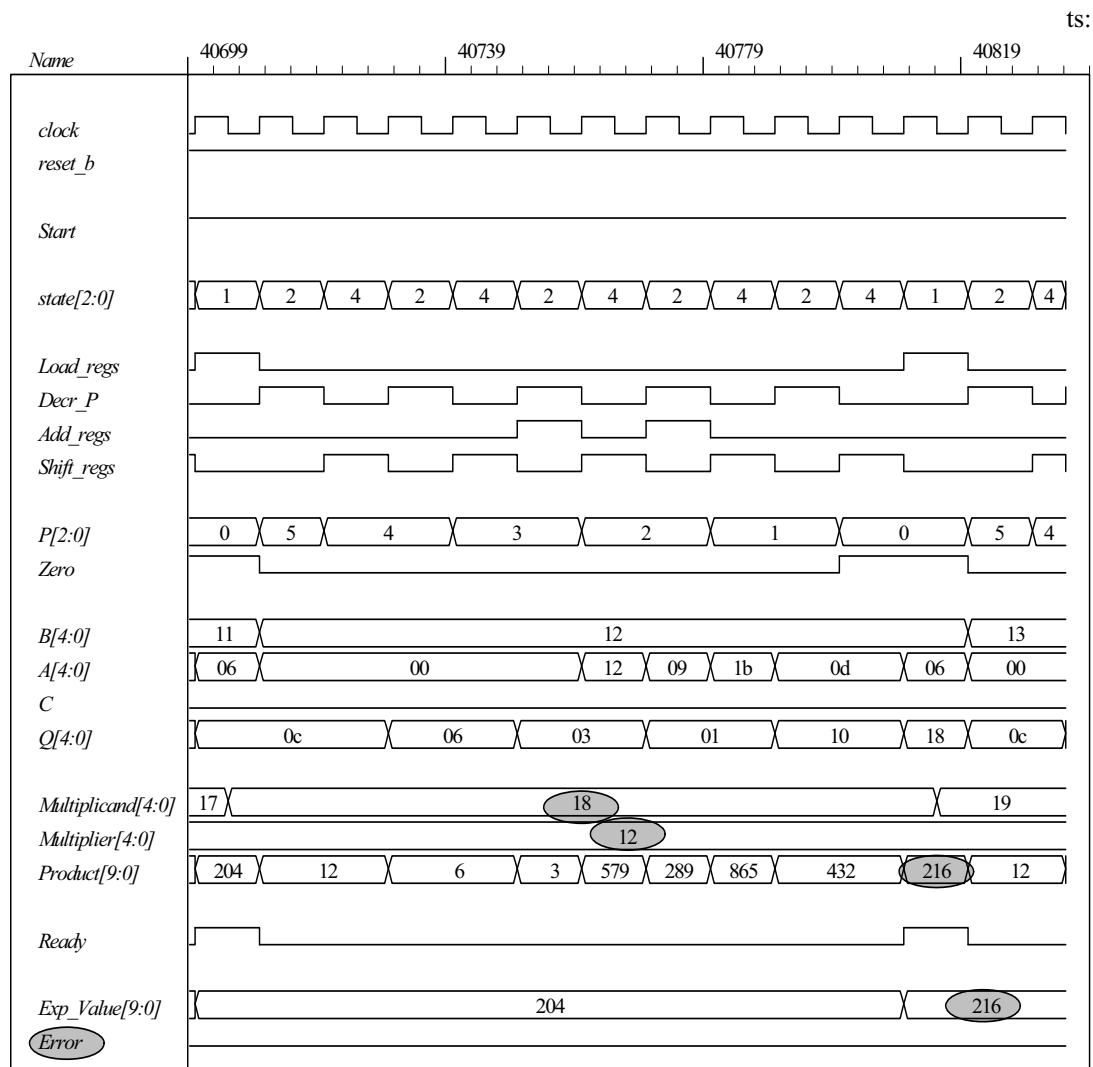 ts:
Name 40699 40739 40779 40819
clock
reset_b
Start
state[2:0] 1 2 4 2 4 2 4 2 4 2 4 1 2 4
Load_regs
Decr_P
Add_regs
Shift_regs
P[2:0] 0 5 4 3 2 1 0 5 4
Zero
B[4:0] 11 12 13
A[4:0] 06 00 12 09 1b 0d 06 00
C
Q[4:0] 0c 06 03 01 10 18 0c
Multiplicand[4:0] 17 18 19
Multiplier[4:0] 12
Product[9:0] 204 12 6 3 579 289 865 432 216 12
Ready
Exp_Value[9:0] 204 216
Error